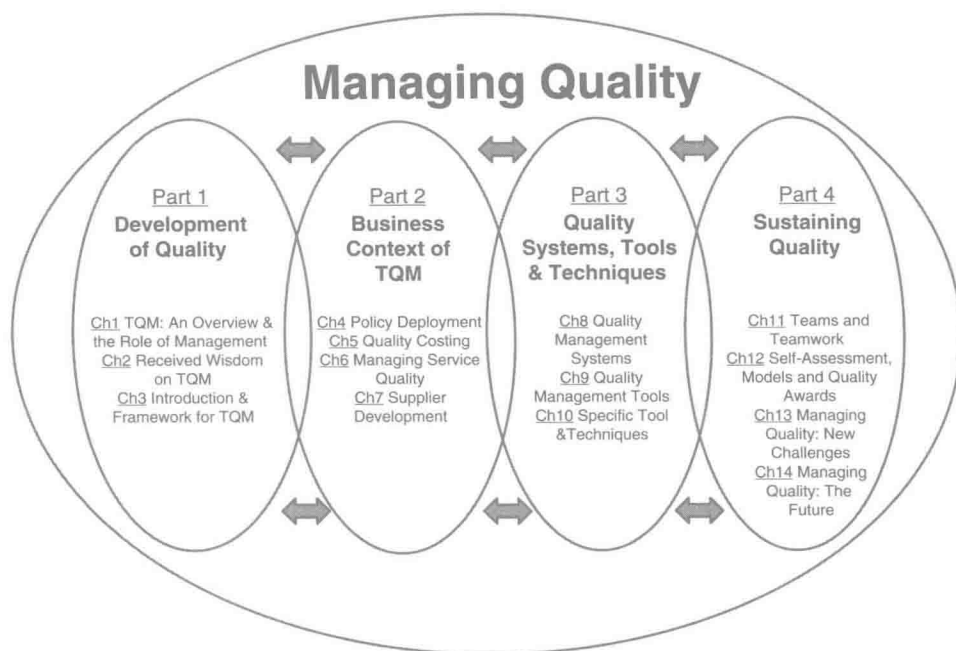 Managing Quality
Part 1
Development
of Quality
Ch1 TQM: An Overview &
the Role of Management
Ch2 Received Wisdom
on TQM
Ch3 Introduction &
Framework for TQM
Part 2
Business
Context of
TQM
Ch4 Policy Deployment
Ch5 Quality Costing
Ch6 Managing Service
Quality
Ch7 Supplier
Development
Part 3
Quality
Systems, Tools
& Techniques
Ch8 Quality
Management
Systems
Ch9 Quality
Management Tools
Ch10 Specific Tool
&Techniques
Part 4
Sustaining
Quality
Ch11 Teams and
Teamwork
Ch12 Self-Assessment,
Models and Quality
Awards
Ch13 Managing
Quality: New
Challenges
Ch14 Managing
Quality: The
Future